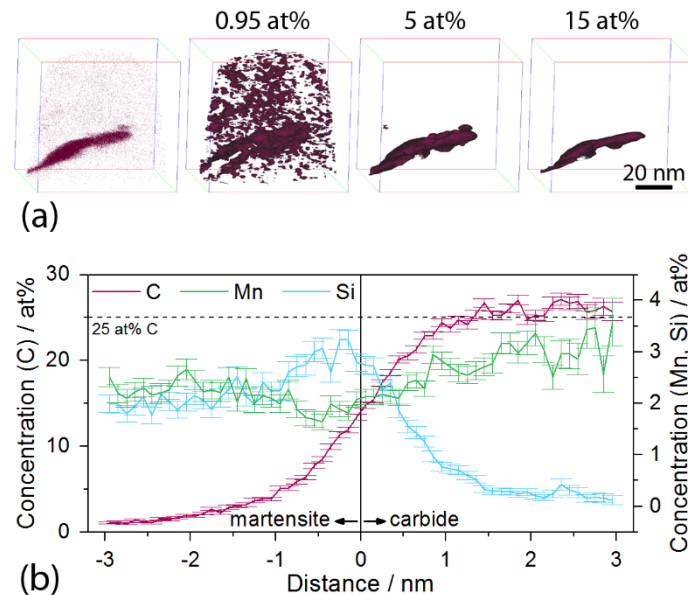 0.95 at% 5 at% 15 at%
20 nm
(a)
C Mn Si
25 at% C
30
20
10
0
Concentration (C) / at%
4
3
2
1
0
Concentration (Mn, Si) / at%
martensite carbide
-3 -2 -1 0 1 2 3
Distance / nm
(b)